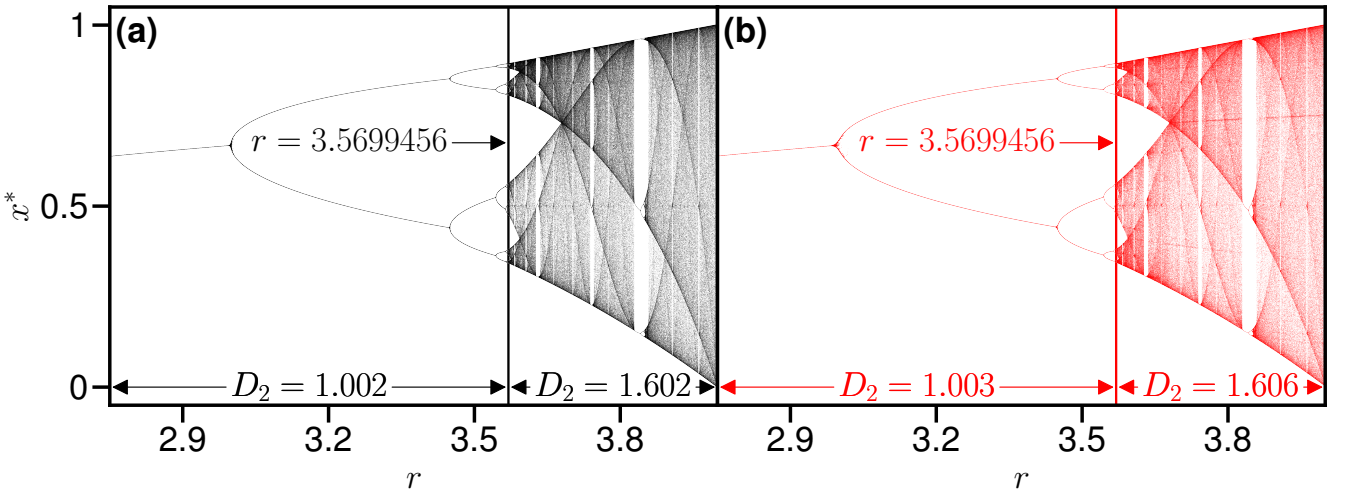 1
(a)
(b)
r = 3.5699456
r = 3.5699456
x*
0.5
0
D₂ = 1.002
D₂ = 1.602
D₂ = 1.003
D₂ = 1.606
2.9
3.2
3.5
3.8
2.9
3.2
3.5
3.8
r
r